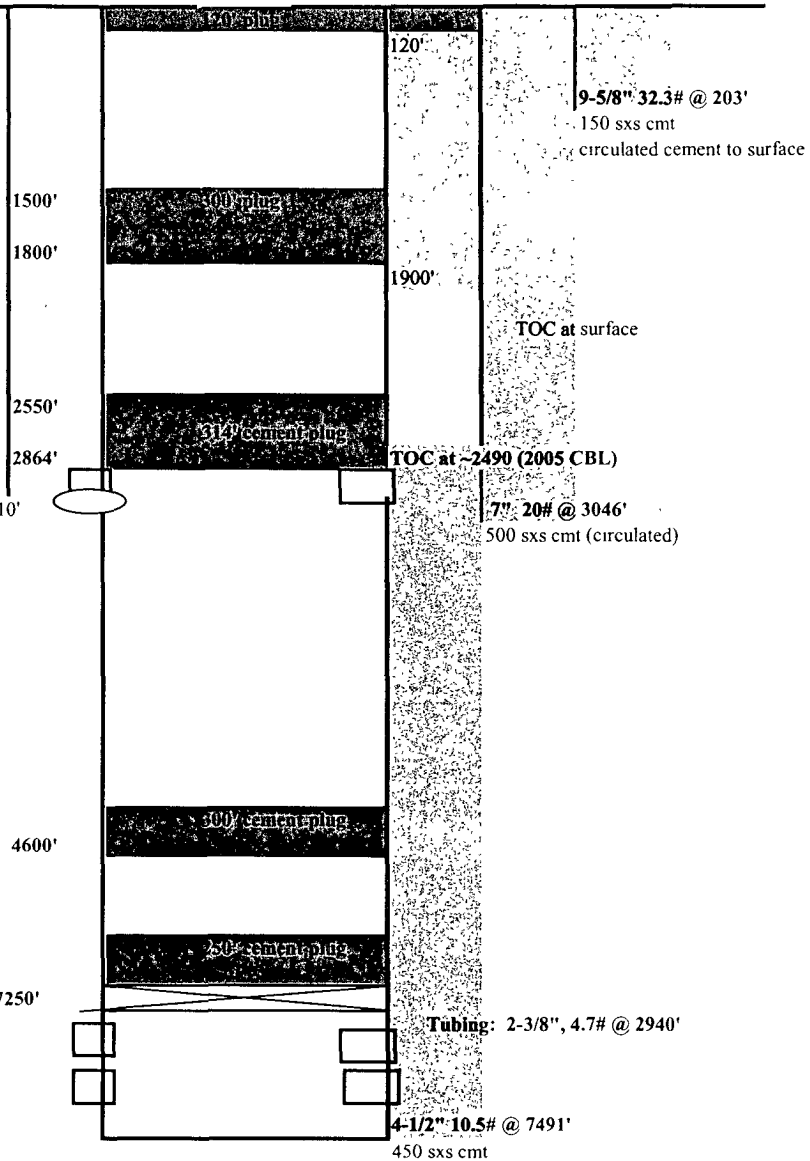 120' plug
120'
9-5/8" 32.3# @ 203'
150 sxs cmt
circulated cement to surface
1500'
300' plug
1800'
1900'
TOC at surface
2550'
314' cement plug
2864'
TOC at ~2490 (2005 CBL)
10'
7" 20# @ 3046'
500 sxs cmt (circulated)
300' cement plug
4600'
250' cement plug
7250'
Tubing: 2-3/8", 4.7# @ 2940'
4-1/2" 10.5# @ 7491'
450 sxs cmt